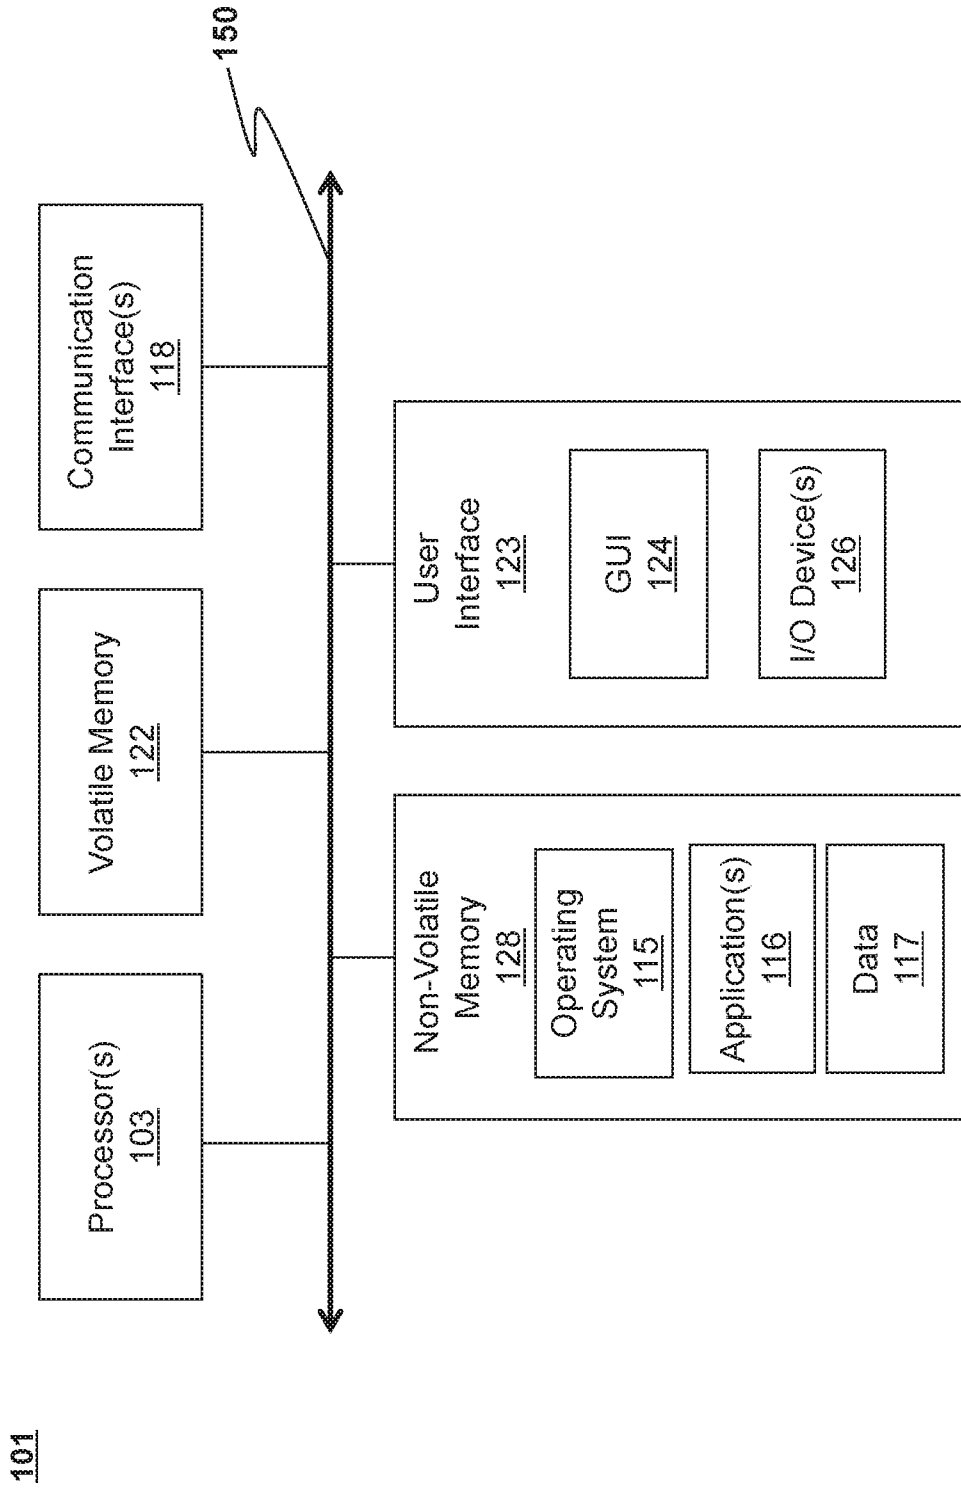 101
Processor(s)
103
Volatile Memory
122
Communication
Interface(s)
118
150
Non-Volatile
Memory
128
Operating
System
115
Application(s)
116
Data
117
User
Interface
123
GUI
124
I/O Device(s)
126